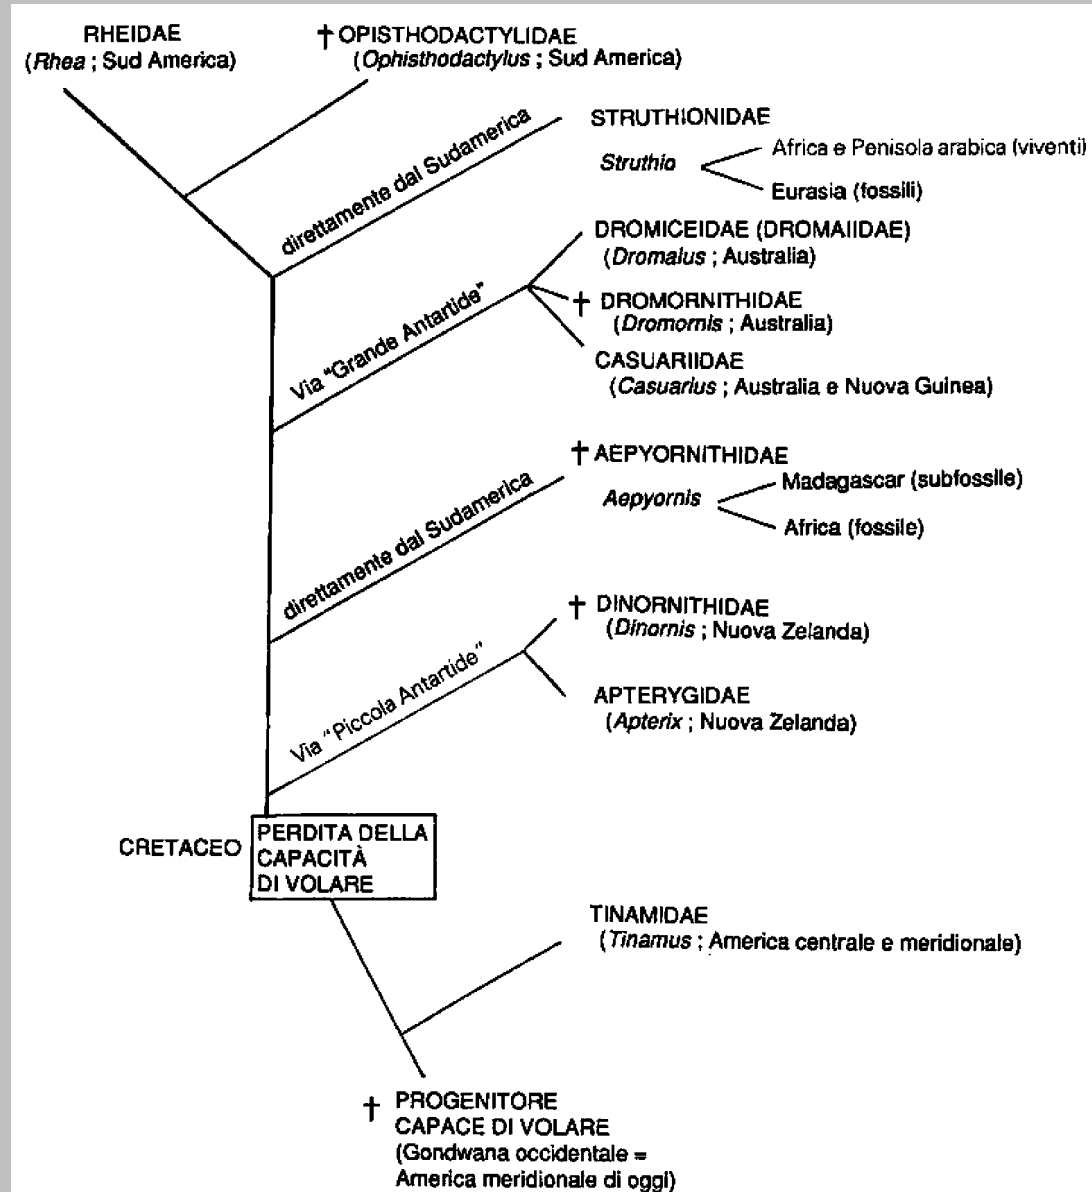 RHEIDAE
(Rhea ; Sud America)
† OPISTHODACTYLIDAE
(Ophisthodactylus ; Sud America)
direttamente dal Sudamerica
STRUTHIONIDAE
Struthio
Africa e Penisola arabica (viventi)
Eurasia (fossili)
Via "Grande Antartide"
DROMICEIDAE (DROMAIIDAE)
(Dromalus ; Australia)
† DROMORNITHIDAE
(Dromornis ; Australia)
CASUARIIDAE
(Casuarius ; Australia e Nuova Guinea)
direttamente dal Sudamerica
† AEPYORNITHIDAE
Aepyornis
Madagascar (subfossile)
Africa (fossile)
Via "Piccola Antartide"
† DINORNITHIDAE
(Dinornis ; Nuova Zelanda)
APTERYGIDAE
(Apterix ; Nuova Zelanda)
CRETACEO
PERDITA DELLA
CAPACITÀ
DI VOLARE
TINAMIDAE
(Tinamus ; America centrale e meridionale)
† PROGENITORE
CAPACE DI VOLARE
(Gondwana occidentale =
America meridionale di oggi)